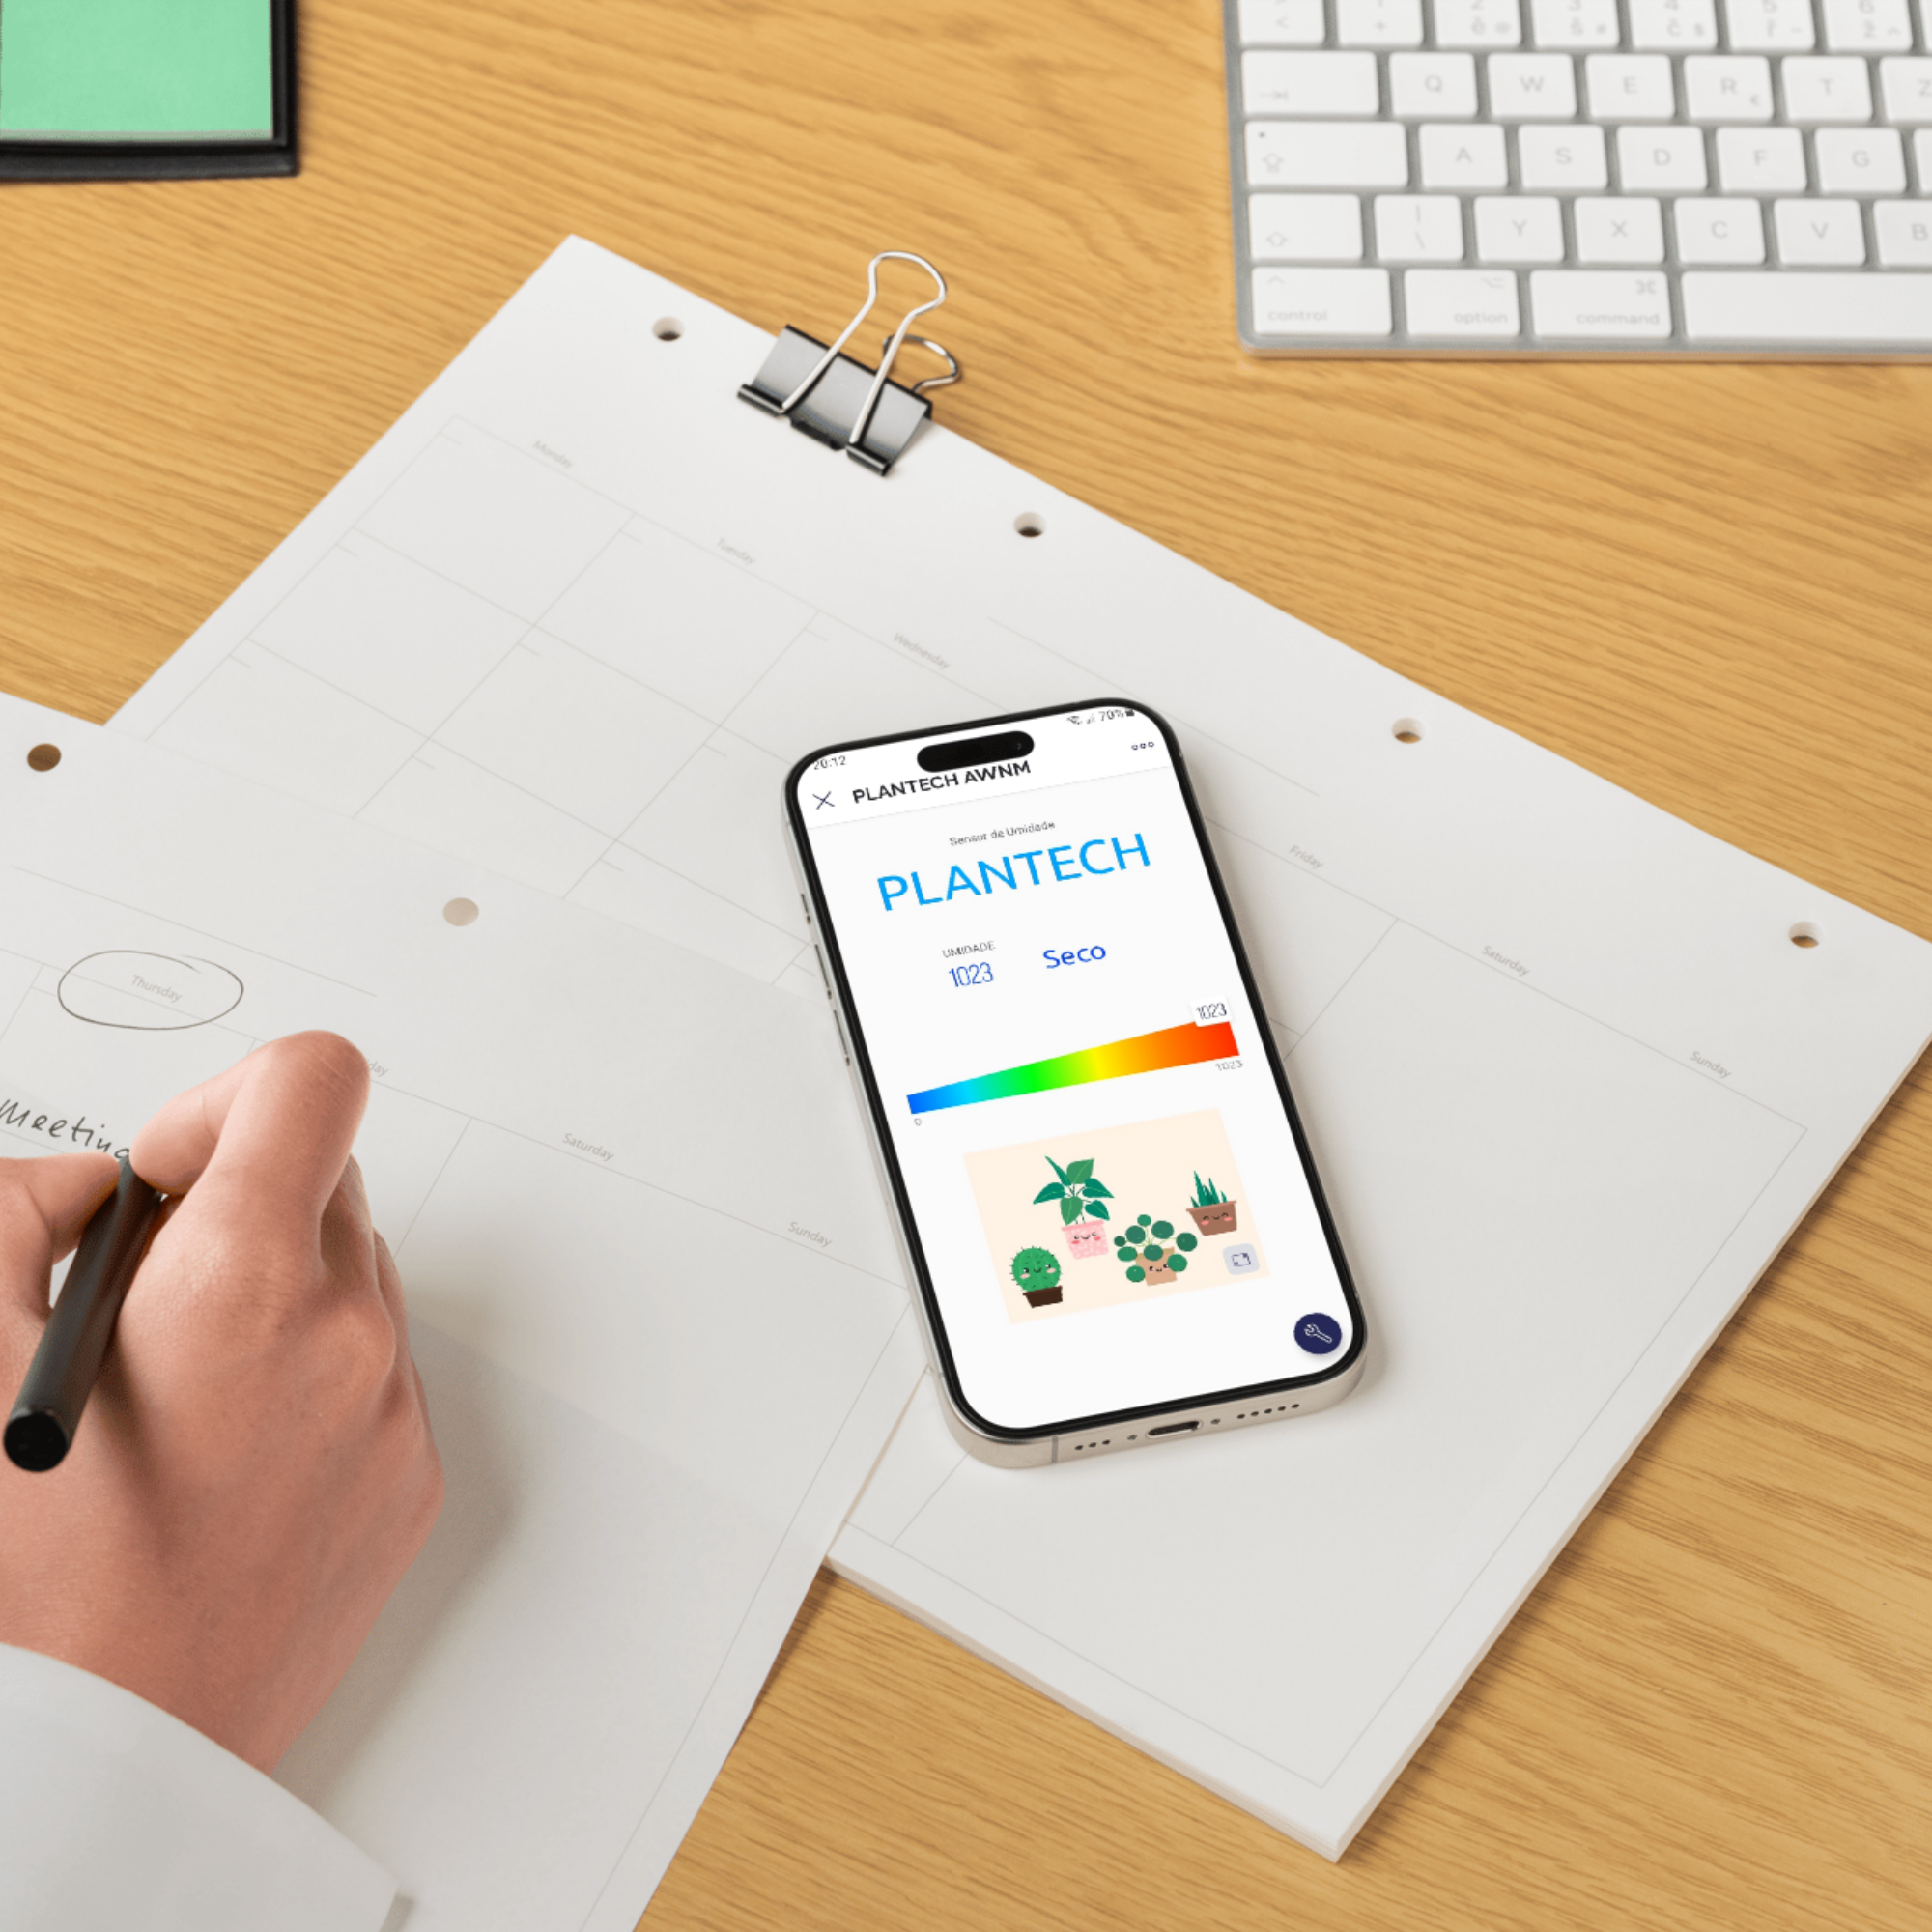 Q W E R T Z
A S D F G
Y X C V B
control option command
Monday
Tuesday
Wednesday
Friday
Saturday
Sunday
20:12
70%
PLANTECH AWNM
Sensor de Umidade
PLANTECH
UMIDADE
1023
Seco
1023
0
1023
Thursday
day
Saturday
Sunday
Meeting